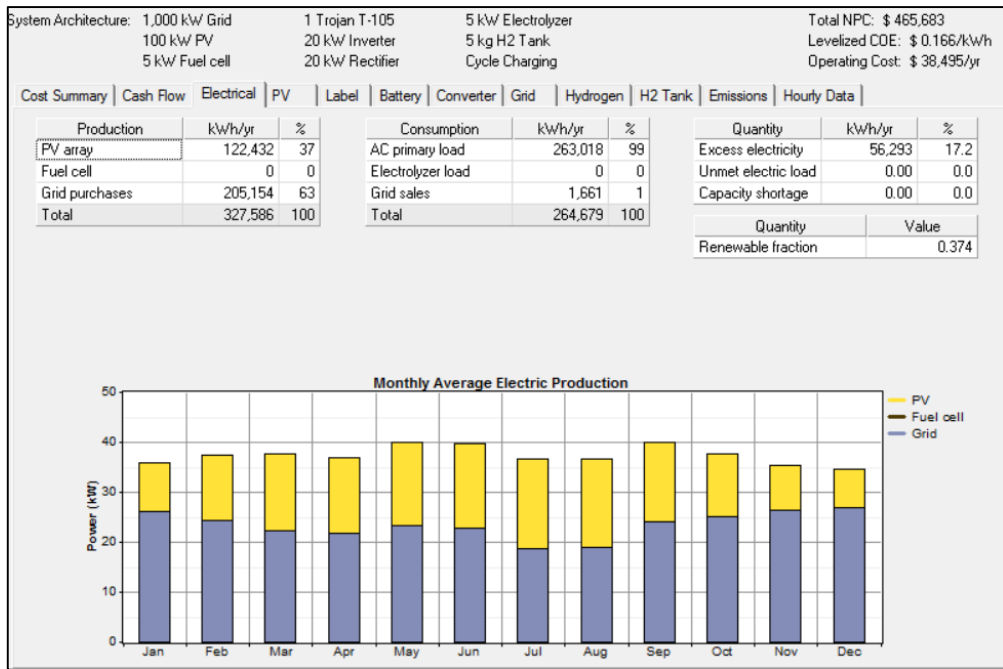 System Architecture: 1,000 kW Grid 1 Trojan T-105 5 kW Electrolyzer Total NPC: $ 465,683
100 kW PV 20 kW Inverter 5 kg H2 Tank Levelized COE: $ 0.166/kWh
5 kW Fuel cell 20 kW Rectifier Cycle Charging Operating Cost: $ 38,495/yr
Cost Summary Cash Flow Electrical PV Label Battery Converter Grid Hydrogen H2 Tank Emissions Hourly Data
Production kWh/yr % Consumption kWh/yr % Quantity kWh/yr %
PV array 122,432 37 AC primary load 263,018 99 Excess electricity 56,293 17.2
Fuel cell 0 0 Electrolyzer load 0 0 Unmet electric load 0.00 0.0
Grid purchases 205,154 63 Grid sales 1,661 1 Capacity shortage 0.00 0.0
Total 327,586 100 Total 264,679 100
Quantity Value
Renewable fraction 0.374
Monthly Average Electric Production
50
40
30
20
10
0
Power (kW)
Jan Feb Mar Apr May Jun Jul Aug Sep Oct Nov Dec
PV
Fuel cell
Grid